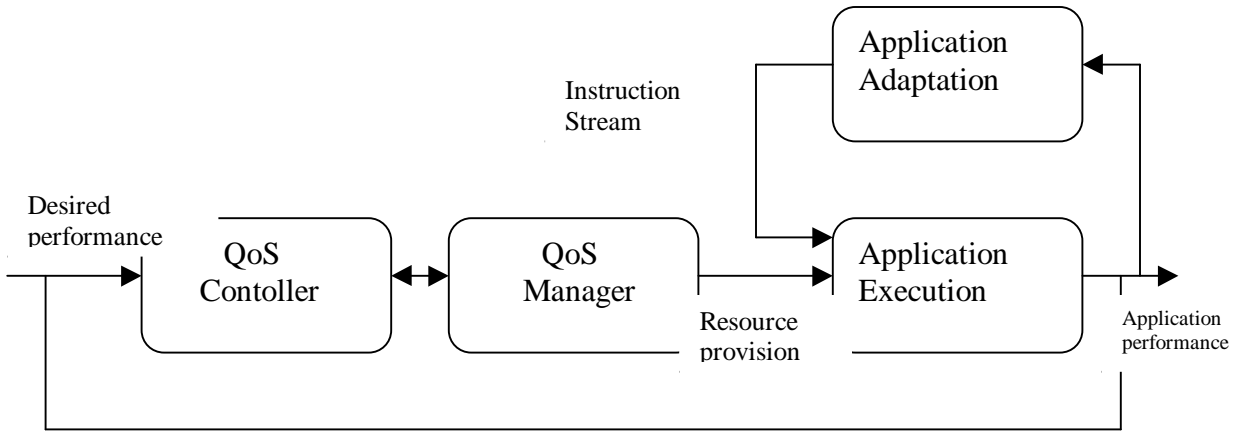 Application
Adaptation
Instruction
Stream
Desired
performance
QoS
Contoller
QoS
Manager
Application
Execution
Resource
provision
Application
performance